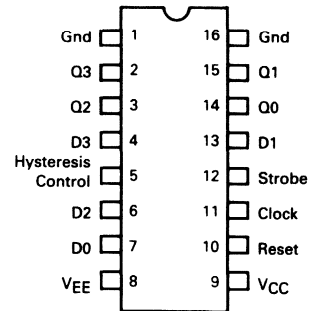 Gnd 1 16 Gnd
Q3 2 15 Q1
Q2 3 14 Q0
D3 4 13 D1
Hysteresis
Control 5 12 Strobe
D2 6 11 Clock
D0 7 10 Reset
VEE 8 9 VCC